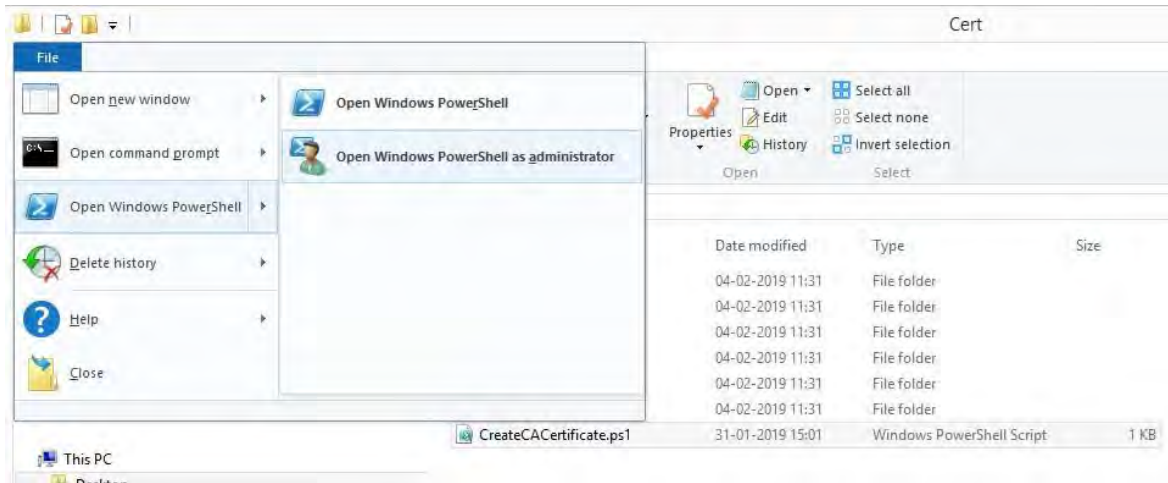 Cert
File
Open new window
Open command prompt
Open Windows PowerShell
Delete history
Help
Close
Open Windows PowerShell
Open Windows PowerShell as administrator
Properties
Open
Edit
History
Open
Select all
Select none
Invert selection
Select
Date modified Type Size
04-02-2019 11:31 File folder
04-02-2019 11:31 File folder
04-02-2019 11:31 File folder
04-02-2019 11:31 File folder
04-02-2019 11:31 File folder
04-02-2019 11:31 File folder
CreateCACertificate.ps1 31-01-2019 15:01 Windows PowerShell Script 1 KB
This PC